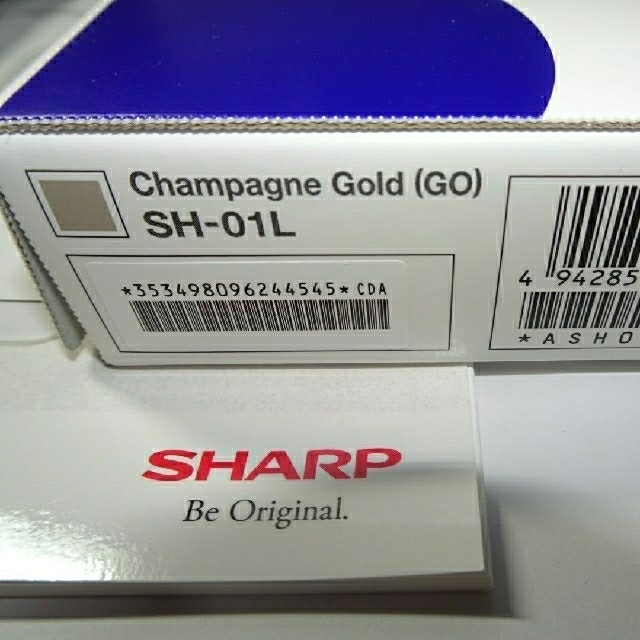 Champagne Gold (GO)
SH-01L
*353498096244545* CDA
4 94285
*ASHO
SHARP
Be Original.